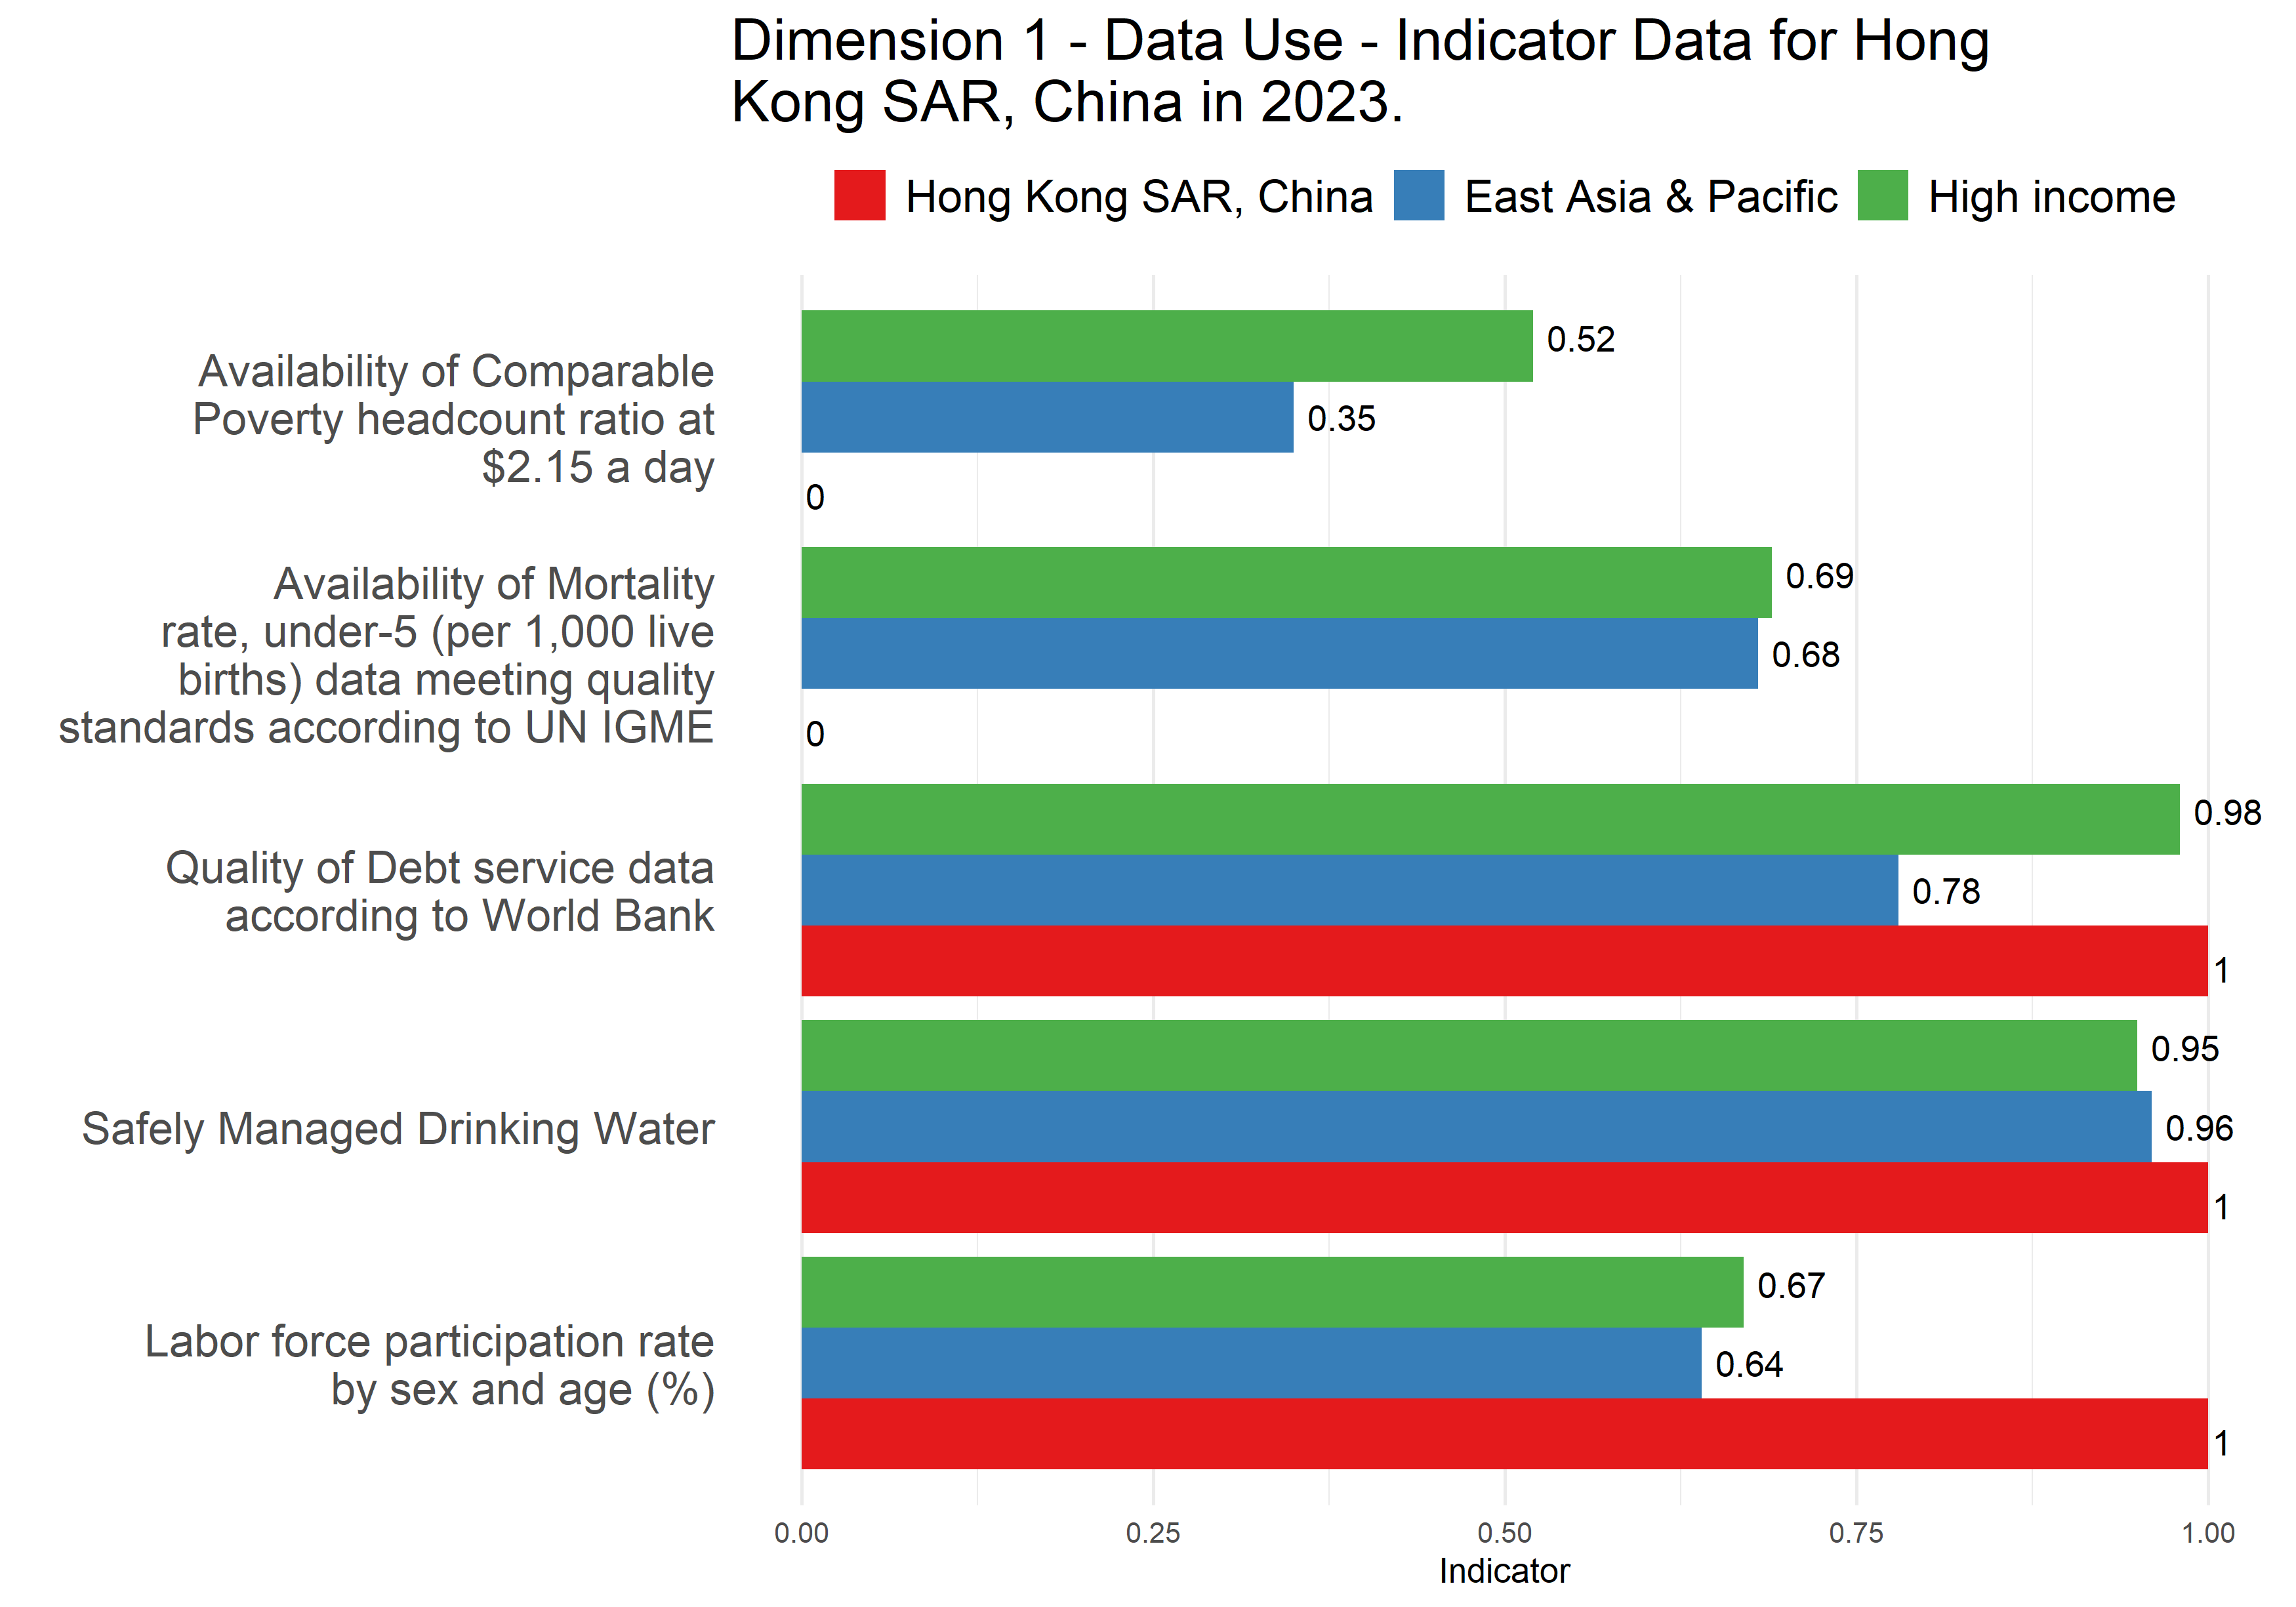 Dimension 1 - Data Use - Indicator Data for Hong
Kong SAR, China in 2023.
Hong Kong SAR, China
East Asia & Pacific
High income
Availability of Comparable
Poverty headcount ratio at
$2.15 a day
0.52
0.35
0
Availability of Mortality
rate, under-5 (per 1,000 live
births) data meeting quality
standards according to UN IGME
0.69
0.68
0
Quality of Debt service data
according to World Bank
0.98
0.78
1
Safely Managed Drinking Water
0.95
0.96
1
Labor force participation rate
by sex and age (%)
0.67
0.64
1
0.00
0.25
0.50
0.75
1.00
Indicator